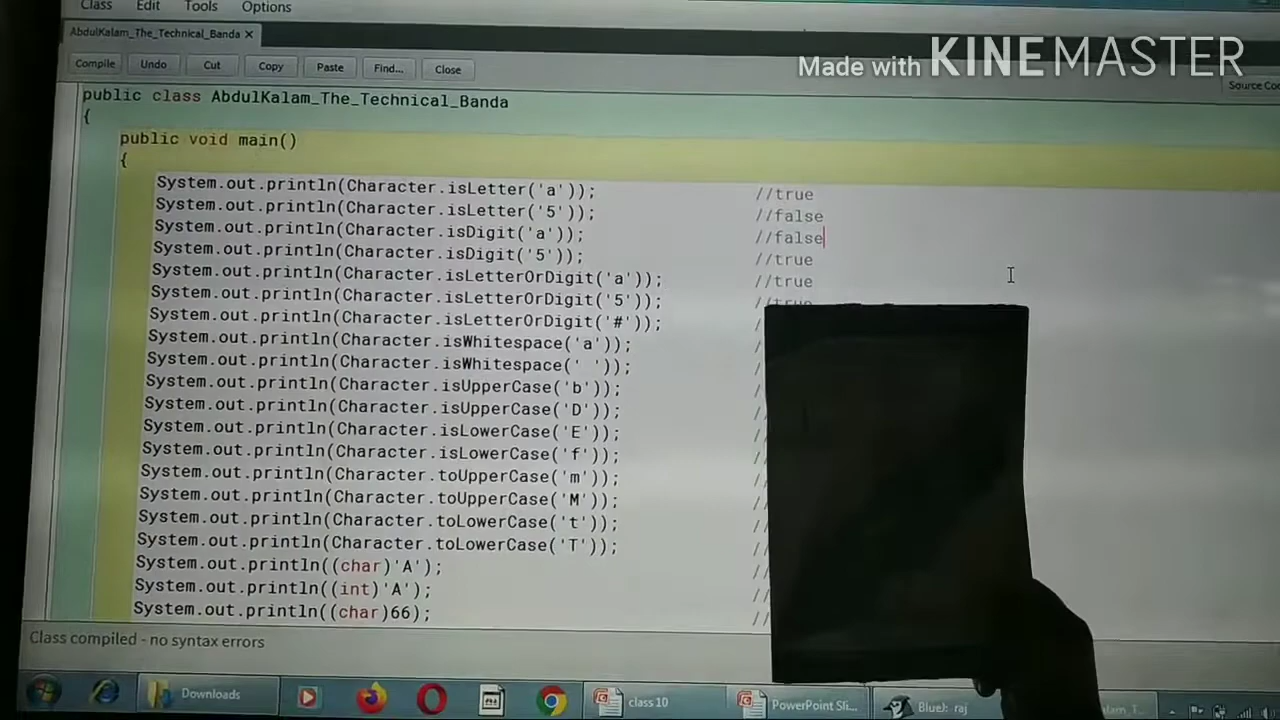 Class Edit Tools Options
AbdulKalam_The_Technical_Banda ×
Made with KINEMASTER
Compile Undo Cut Copy Paste Find... Close
Source Co
public class AbdulKalam_The_Technical_Banda
{
public void main()
{
System.out.println(Character.isLetter('a')); //true
System.out.println(Character.isLetter('5')); //false
System.out.println(Character.isDigit('a')); //false
System.out.println(Character.isDigit('5')); //true
System.out.println(Character.isLetterOrDigit('a')); //true
System.out.println(Character.isLetterOrDigit('5')); //true
System.out.println(Character.isLetterOrDigit('#')); /
System.out.println(Character.isWhitespace('a')); /
System.out.println(Character.isWhitespace(' ')); /
System.out.println(Character.isUpperCase('b')); /
System.out.println(Character.isUpperCase('D')); /
System.out.println(Character.isLowerCase('E')); //
System.out.println(Character.isLowerCase('f')); //
System.out.println(Character.toUpperCase('m')); //
System.out.println(Character.toUpperCase('M')); //
System.out.println(Character.toLowerCase('t')); //
System.out.println(Character.toLowerCase('T')); //
System.out.println((char)'A'); //
System.out.println((int)'A'); //
System.out.println((char)66); //
Class compiled - no syntax errors
Downloads
class 10
PowerPoint Sli...
BlueJ: raj